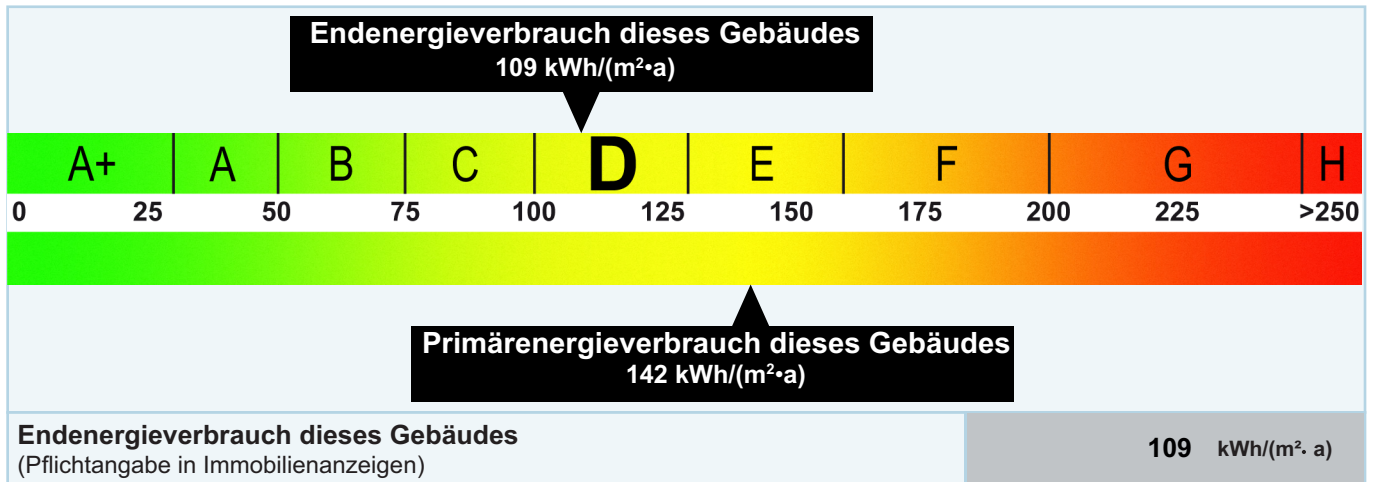 Endenergieverbrauch dieses Gebäudes
109 kWh/(m²•a)
A+ A B C D E F G H
0 25 50 75 100 125 150 175 200 225 >250
Primärenergieverbrauch dieses Gebäudes
142 kWh/(m²•a)
Endenergieverbrauch dieses Gebäudes
(Pflichtangabe in Immobilienanzeigen)
109 kWh/(m²· a)